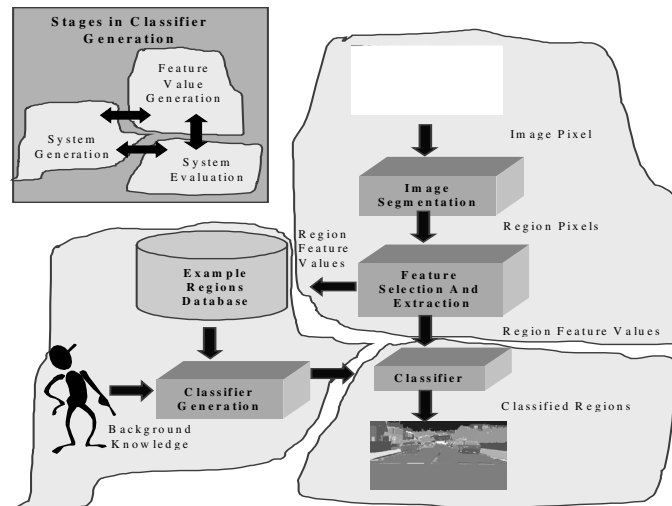 Stages in Classifier
Generation
Feature
Value
Generation
System
Generation
System
Evaluation
Image Pixel
Image
Segmentation
Region Pixels
Region
Feature
Values
Feature
Selection And
Extraction
Example
Regions
Database
Region Feature Values
Classifier
Classifier
Generation
Background
Knowledge
Classified Regions